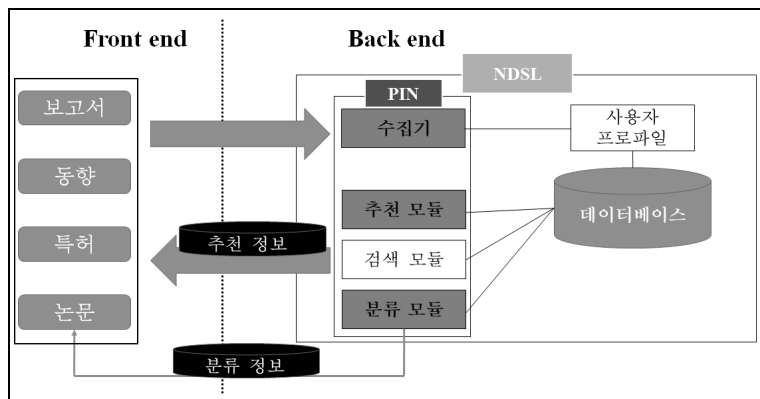 Front end
Back end
NDSL
PIN
보고서
동향
특허
논문
수집기
추천 모듈
검색 모듈
분류 모듈
사용자
프로파일
데이터베이스
추천 정보
분류 정보